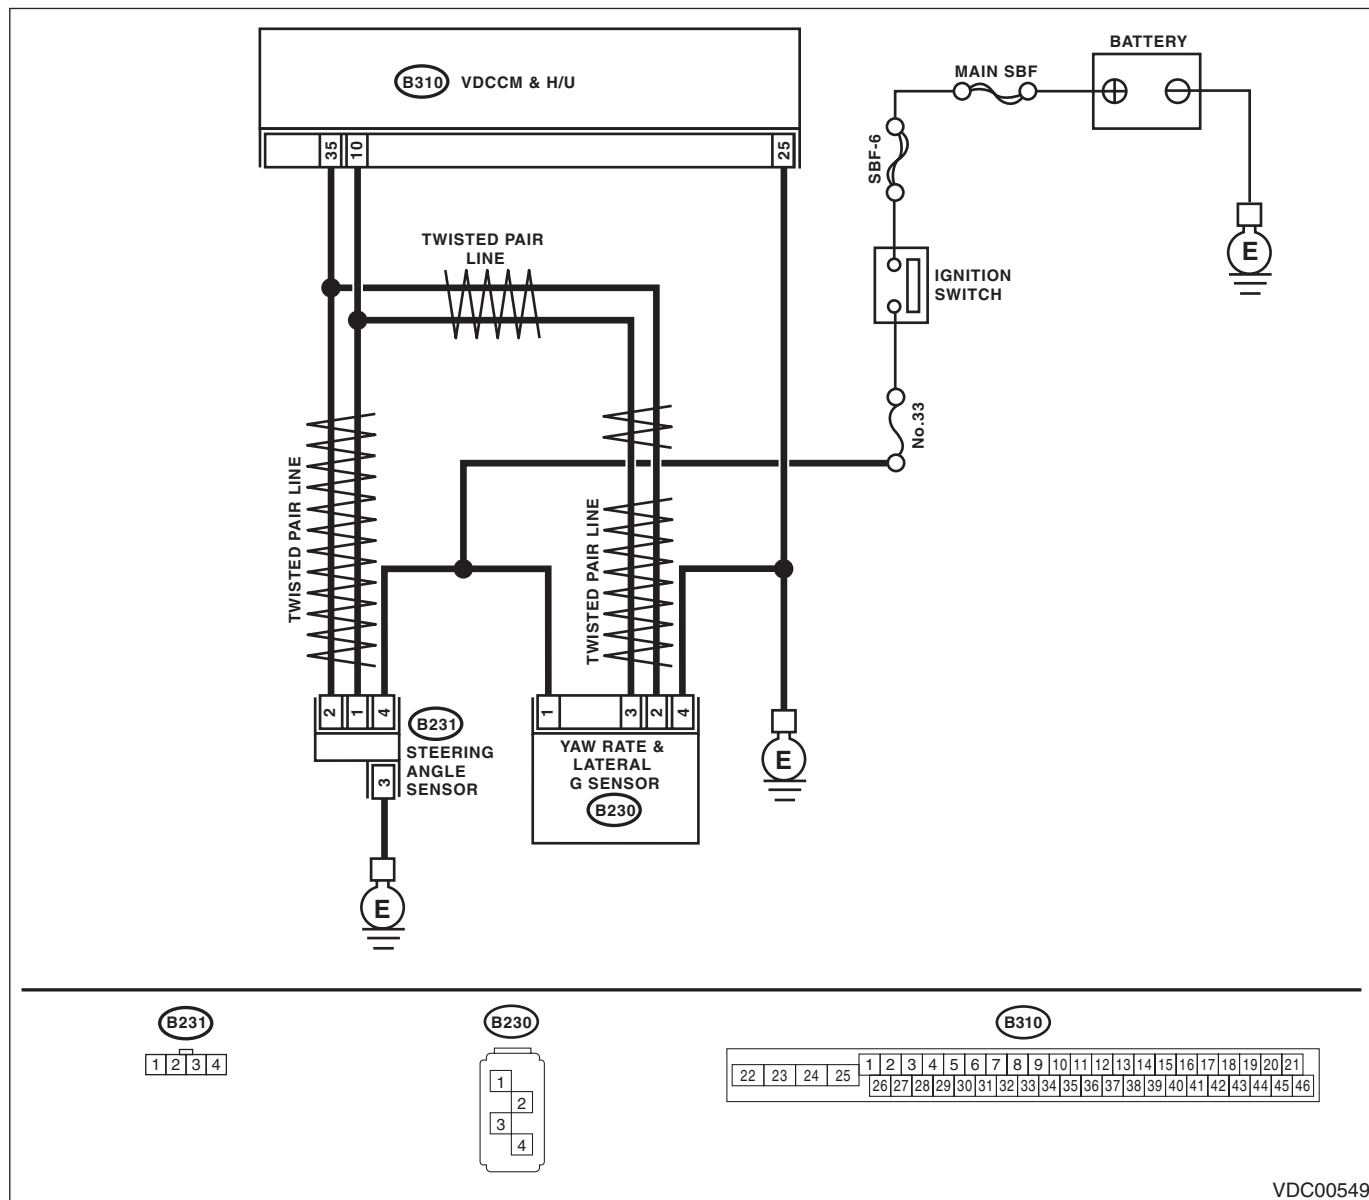 BATTERY
MAIN SBF
B310 VDCCM & H/U
SBF-6
35 10 25
TWISTED PAIR
LINE
E
IGNITION
SWITCH
No.33
TWISTED PAIR LINE
TWISTED PAIR LINE
2 1 4
B231
STEERING
ANGLE
SENSOR
3
1 3 2 4
YAW RATE &
LATERAL
G SENSOR
B230
E
E
B231
1 2 3 4
B230
1
2
3
4
B310
22 23 24 25
1 2 3 4 5 6 7 8 9 10 11 12 13 14 15 16 17 18 19 20 21
26 27 28 29 30 31 32 33 34 35 36 37 38 39 40 41 42 43 44 45 46
VDC00549